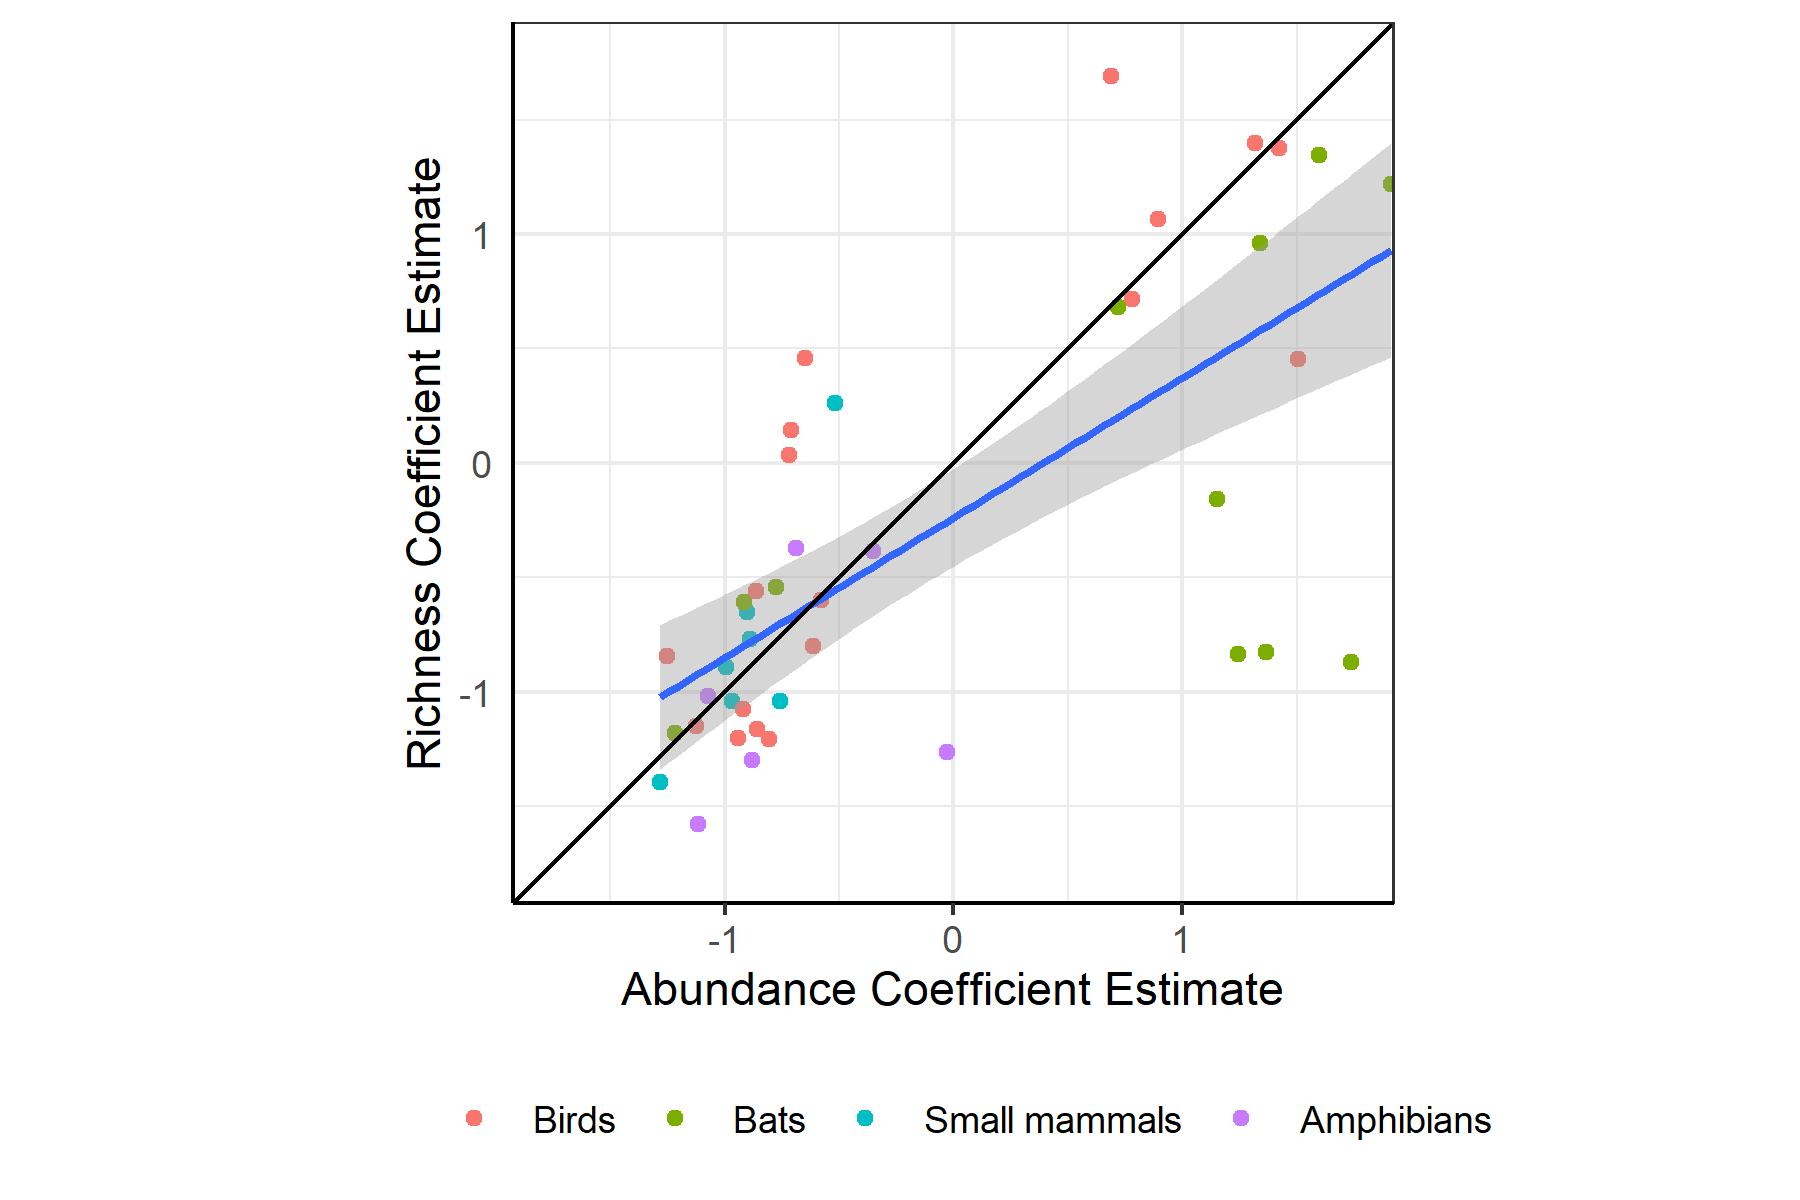 Richness Coefficient Estimate
1
0
-1
-1
0
1
Abundance Coefficient Estimate
Birds
Bats
Small mammals
Amphibians